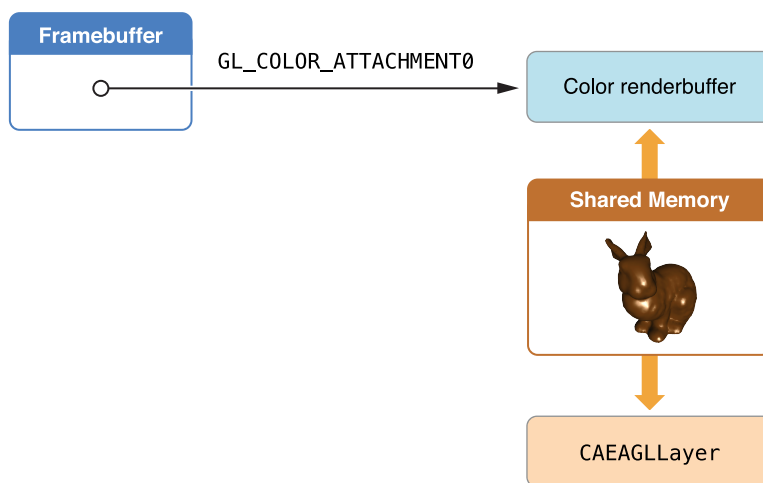 Framebuffer
GL_COLOR_ATTACHMENT0
Color renderbuffer
Shared Memory
CAEAGLLayer